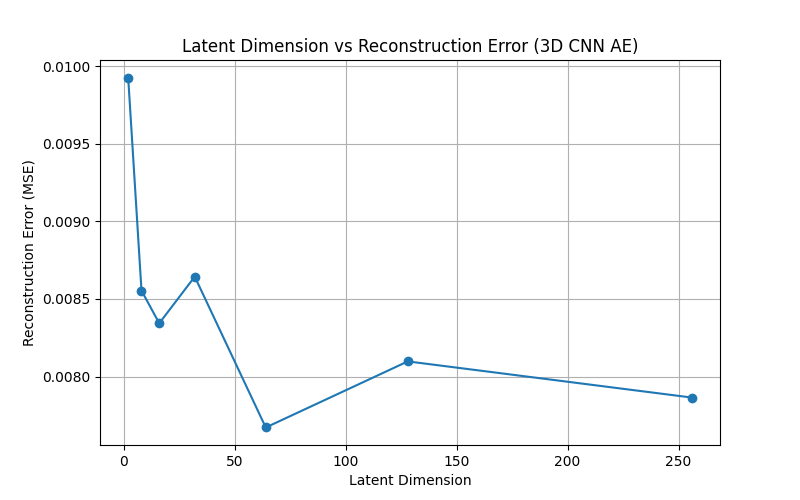 Latent Dimension vs Reconstruction Error (3D CNN AE)
Reconstruction Error (MSE)
0.0100
0.0095
0.0090
0.0085
0.0080
0 50 100 150 200 250
Latent Dimension